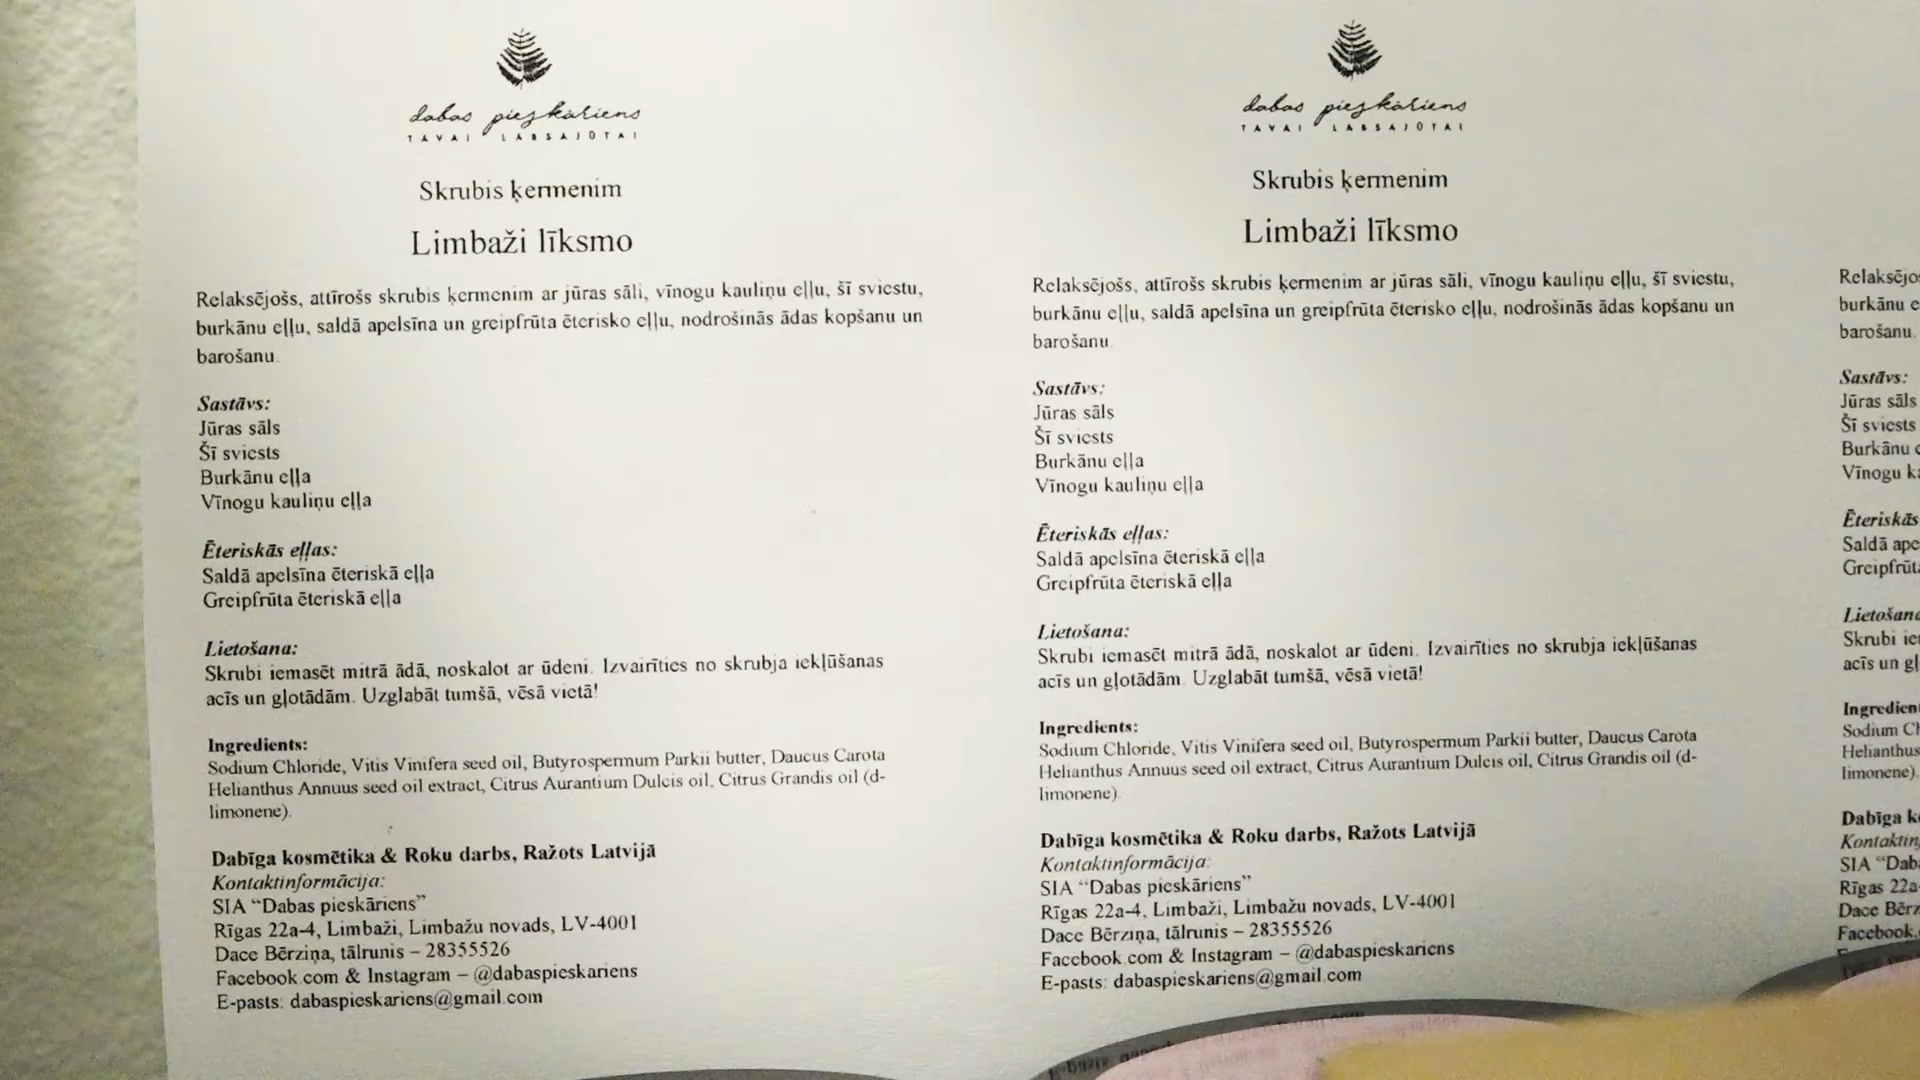 dabas pieskāriens
TAVAI LABSAJŪTAI
Skrubis ķermenim
Limbaži līksmo
Relaksējošs, attīrošs skrubis ķermenim ar jūras sāli, vīnogu kauliņu eļļu, šī sviestu,
burkānu eļļu, saldā apelsīna un greipfrūta ēterisko eļļu, nodrošinās ādas kopšanu un
barošanu.
Sastāvs:
Jūras sāls
Šī sviests
Burkānu eļļa
Vīnogu kauliņu eļļa
Ēteriskās eļļas:
Saldā apelsīna ēteriskā eļļa
Greipfrūta ēteriskā eļļa
Lietošana:
Skrubi iemasēt mitrā ādā, noskalot ar ūdeni. Izvairīties no skrubja iekļūšanas
acīs un gļotādām. Uzglabāt tumšā, vēsā vietā!
Ingredients:
Sodium Chloride, Vitis Vinifera seed oil, Butyrospermum Parkii butter, Daucus Carota
Helianthus Annuus seed oil extract, Citrus Aurantium Dulcis oil, Citrus Grandis oil (d-
limonene).
Dabīga kosmētika & Roku darbs, Ražots Latvijā
Kontaktinformācija:
SIA “Dabas pieskāriens”
Rīgas 22a-4, Limbaži, Limbažu novads, LV-4001
Dace Bērziņa, tālrunis – 28355526
Facebook.com & Instagram – @dabaspieskariens
E-pasts: dabaspieskariens@gmail.com
dabas pieskāriens
TAVAI LABSAJŪTAI
Skrubis ķermenim
Limbaži līksmo
Relaksējošs, attīrošs skrubis ķermenim ar jūras sāli, vīnogu kauliņu eļļu, šī sviestu,
burkānu eļļu, saldā apelsīna un greipfrūta ēterisko eļļu, nodrošinās ādas kopšanu un
barošanu.
Sastāvs:
Jūras sāls
Šī sviests
Burkānu eļļa
Vīnogu kauliņu eļļa
Ēteriskās eļļas:
Saldā apelsīna ēteriskā eļļa
Greipfrūta ēteriskā eļļa
Lietošana:
Skrubi iemasēt mitrā ādā, noskalot ar ūdeni. Izvairīties no skrubja iekļūšanas
acīs un gļotādām. Uzglabāt tumšā, vēsā vietā!
Ingredients:
Sodium Chloride, Vitis Vinifera seed oil, Butyrospermum Parkii butter, Daucus Carota
Helianthus Annuus seed oil extract, Citrus Aurantium Dulcis oil, Citrus Grandis oil (d-
limonene).
Dabīga kosmētika & Roku darbs, Ražots Latvijā
Kontaktinformācija:
SIA “Dabas pieskāriens”
Rīgas 22a-4, Limbaži, Limbažu novads, LV-4001
Dace Bērziņa, tālrunis – 28355526
Facebook.com & Instagram – @dabaspieskariens
E-pasts: dabaspieskariens@gmail.com
burkānu
barošanu.
Sastāvs:
Jūras sāls
Šī sviests
Burkānu
Vīnogu
Ēteriskās
Saldā
Skrubi
acīs un
Sodium
Helianthus
limonene).
SIA
Rīgas
Dace